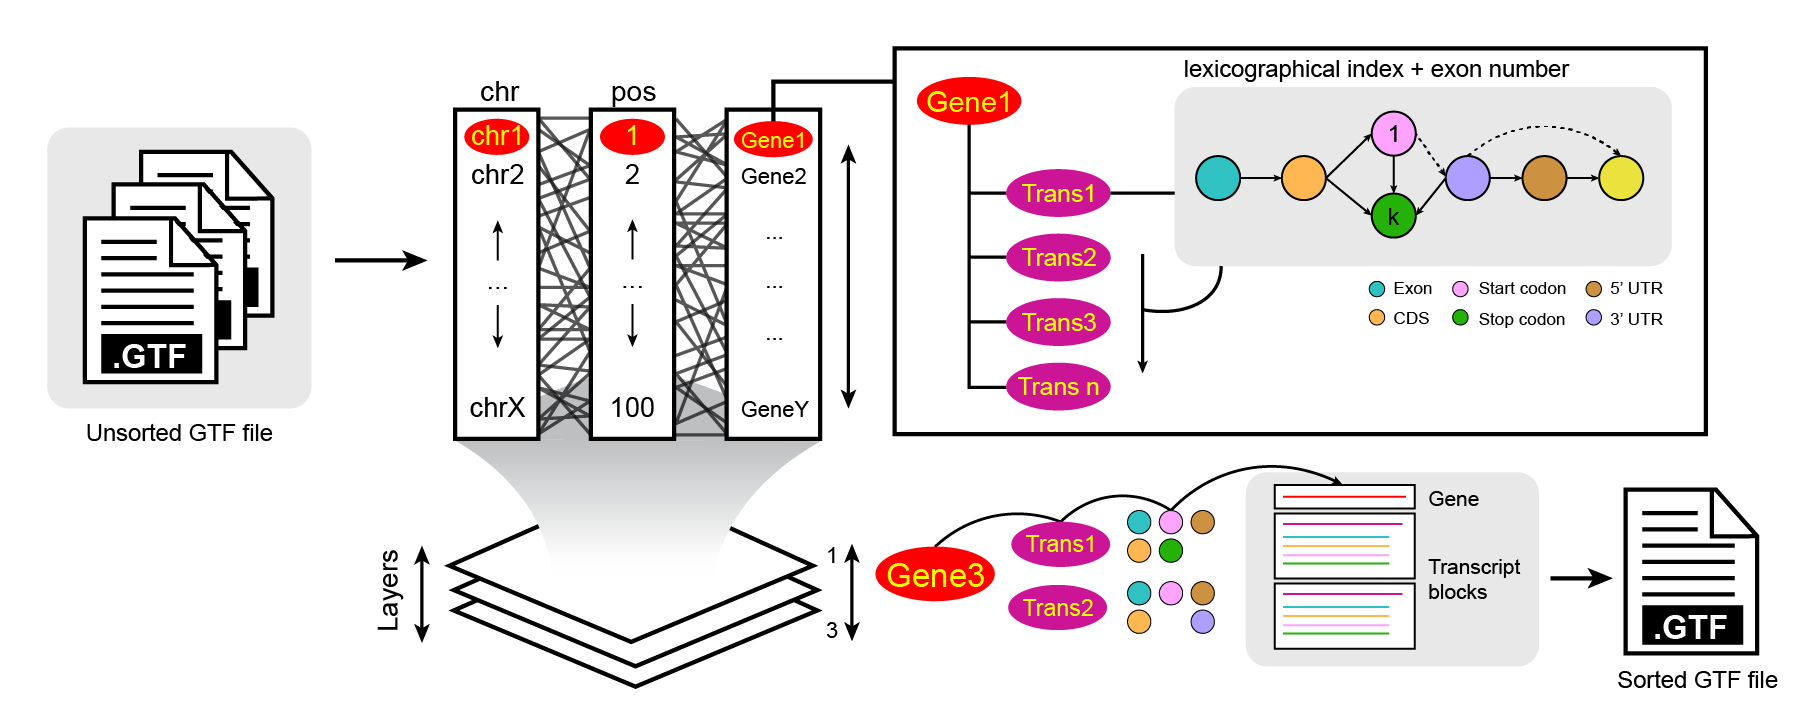 .GTF
Unsorted GTF file
chr
chr1
chr2
...
chrX
pos
1
2
...
100
Gene1
Gene2
...
...
...
GeneY
Gene1
Trans1
Trans2
Trans3
Trans n
lexicographical index + exon number
1
k
Exon
Start codon
5' UTR
CDS
Stop codon
3' UTR
Layers
1
3
Gene3
Trans1
Trans2
Gene
Transcript
blocks
.GTF
Sorted GTF file